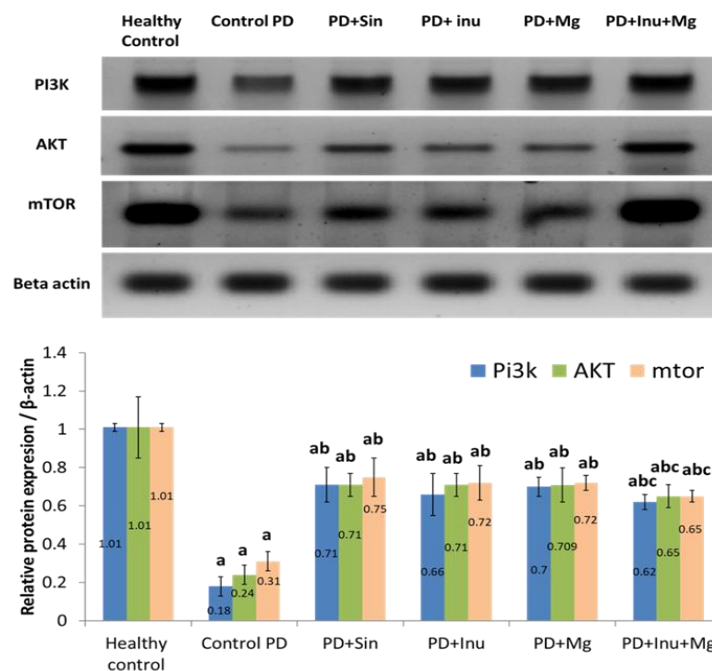 Healthy Control PD PD+Sin PD+ inu PD+Mg PD+Inu+Mg
Control
PI3K
AKT
mTOR
Beta actin
Relative protein expresion / β-actin
1.4
1.2
1
0.8
0.6
0.4
0.2
0
Pi3k AKT mtor
ab ab ab ab ab ab ab ab ab abc abc abc
a a a
1.01 1.01 1.01
0.18 0.24 0.31
0.71 0.71 0.75
0.66 0.71 0.72
0.7 0.709 0.72
0.62 0.65 0.65
Healthy Control PD PD+Sin PD+Inu PD+Mg PD+Inu+Mg
control